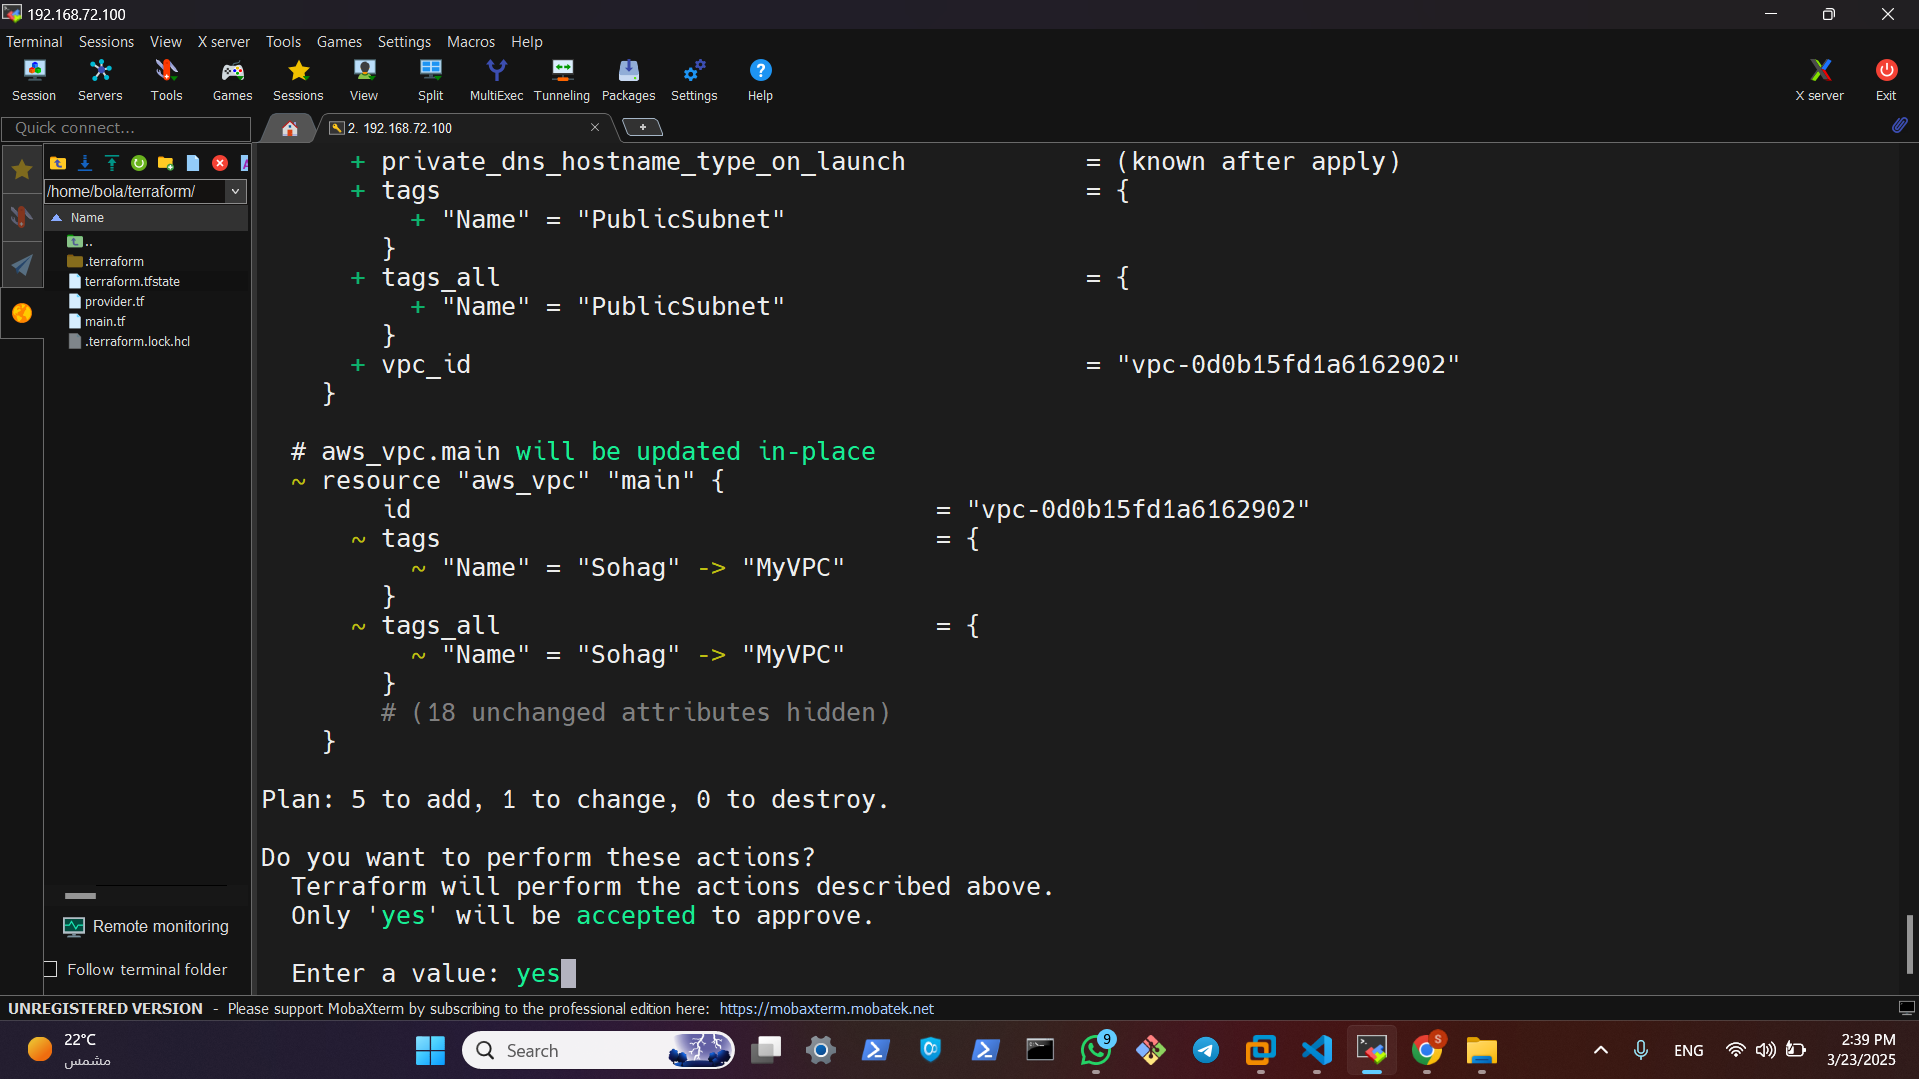 192.168.72.100
Terminal Sessions View X server Tools Games Settings Macros Help
Session Servers Tools Games Sessions View Split MultiExec Tunneling Packages Settings Help X server Exit
Quick connect...
2. 192.168.72.100
/home/bola/terraform/
Name
..
.terraform
terraform.tfstate
provider.tf
main.tf
.terraform.lock.hcl
Remote monitoring
Follow terminal folder
+ private_dns_hostname_type_on_launch = (known after apply)
+ tags = {
+ "Name" = "PublicSubnet"
}
+ tags_all = {
+ "Name" = "PublicSubnet"
}
+ vpc_id = "vpc-0d0b15fd1a6162902"
}
# aws_vpc.main will be updated in-place
~ resource "aws_vpc" "main" {
id = "vpc-0d0b15fd1a6162902"
~ tags = {
~ "Name" = "Sohag" -> "MyVPC"
}
~ tags_all = {
~ "Name" = "Sohag" -> "MyVPC"
}
# (18 unchanged attributes hidden)
}
Plan: 5 to add, 1 to change, 0 to destroy.
Do you want to perform these actions?
Terraform will perform the actions described above.
Only 'yes' will be accepted to approve.
Enter a value: yes
UNREGISTERED VERSION - Please support MobaXterm by subscribing to the professional edition here: https://mobaxterm.mobatek.net
22°C
مشمس
Search
9
S
ENG
2:39 PM
3/23/2025